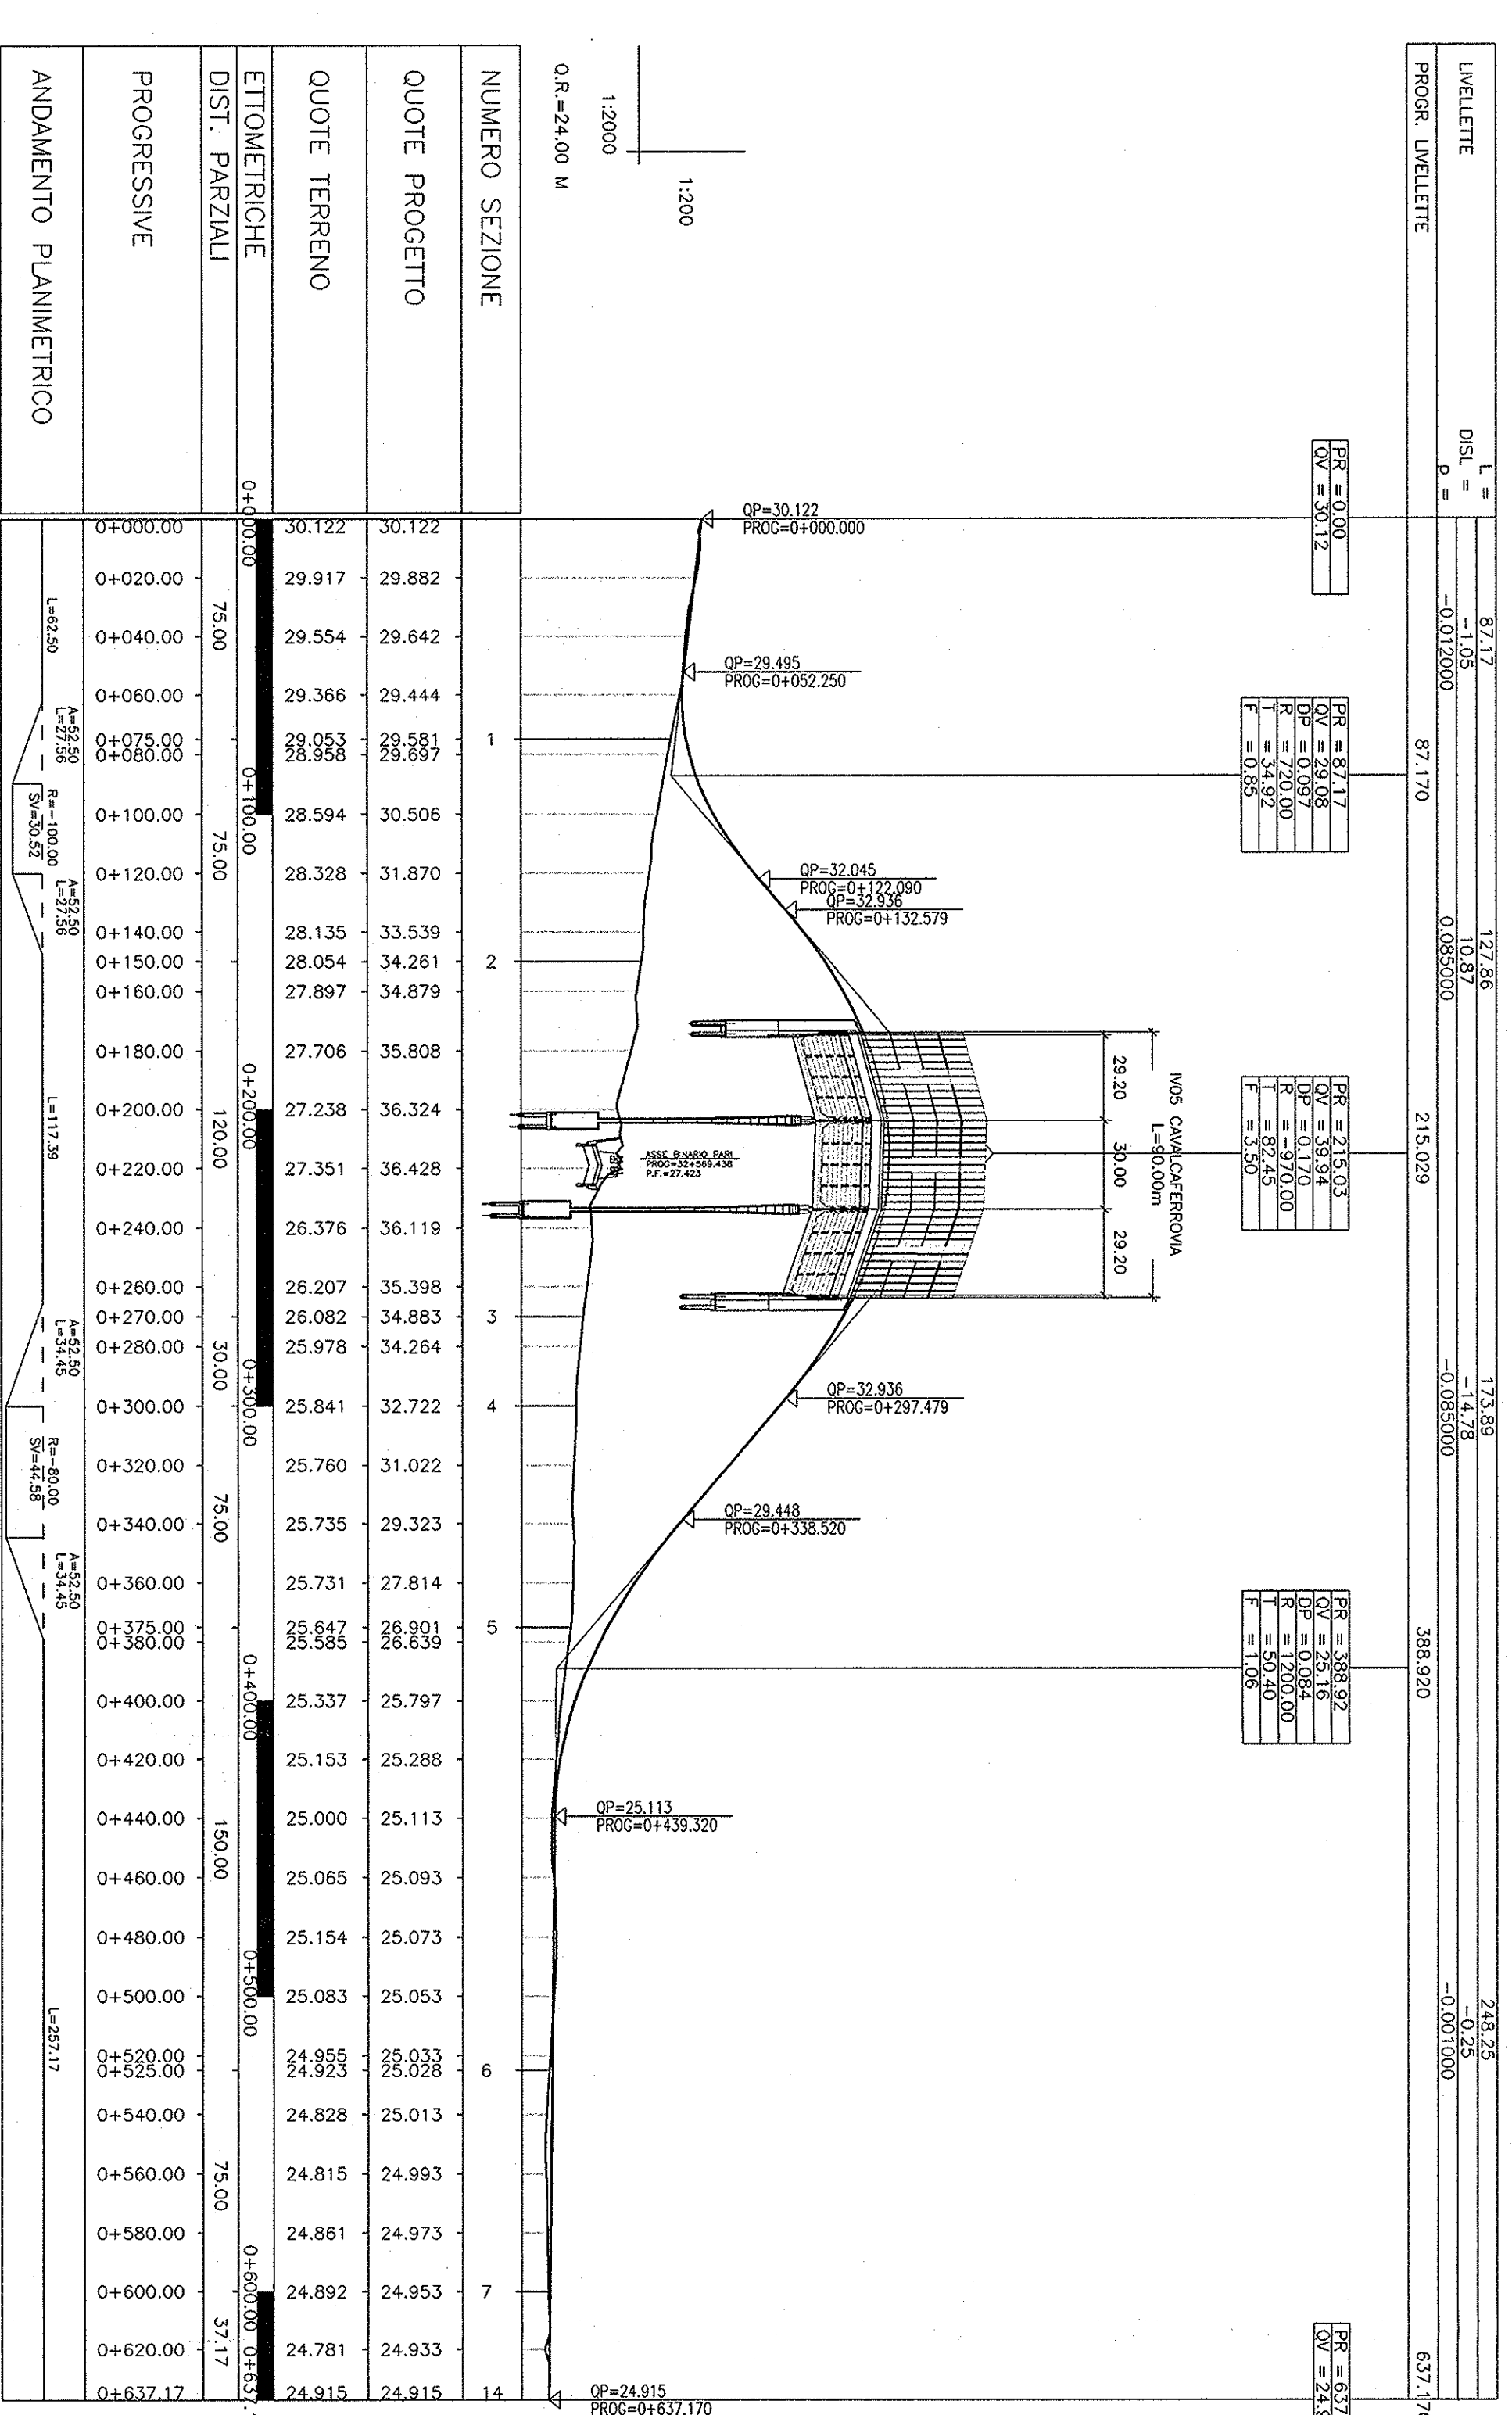 LIVELLETTE
L =
DISL =
p =
87.17
-1.05
-0.012000
127.86
10.87
0.085000
173.89
-14.78
-0.085000
248.25
-0.25
-0.001000
PROGR. LIVELLETTE
87.170
215.029
388.920
PR = 0.00
QV = 30.12
PR = 87.17
QV = 29.08
DP = 0.097
R = 720.00
T = 34.92
F = 0.85
PR = 215.03
QV = 39.94
DP = 0.170
R = -970.00
T = 82.45
F = 3.50
PR = 388.92
QV = 25.16
DP = 0.084
R = 1200.00
T = 50.40
F = 1.06
IV05 CAVALCAFERROVIA
L=90.00m
29.20
30.00
29.20
1:200
1:2000
Q.R.=24.00 M
QP=30.122
PROG=0+000.000
QP=29.495
PROG=0+052.250
QP=32.045
PROG=0+122.090
QP=32.936
PROG=0+132.579
ASSE BINARIO PARI
PROG=32+569.438
P.F.=27.423
QP=32.936
PROG=0+297.479
QP=29.448
PROG=0+338.520
QP=25.113
PROG=0+439.320
QP=24.915
PROG=0+637.170
NUMERO SEZIONE
1
2
3
4
5
6
7
14
QUOTE PROGETTO
30.122
29.882
29.642
29.444
29.581
29.697
30.506
31.870
33.539
34.261
34.879
35.808
36.324
36.428
36.119
35.398
34.883
34.264
32.722
31.022
29.323
27.814
26.901
26.639
25.797
25.288
25.113
25.093
25.073
25.053
25.033
25.028
25.013
24.993
24.973
24.953
24.933
24.915
QUOTE TERRENO
30.122
29.917
29.554
29.366
29.053
28.958
28.594
28.328
28.135
28.054
27.897
27.706
27.238
27.351
26.376
26.207
26.082
25.978
25.841
25.760
25.735
25.731
25.647
25.585
25.337
25.153
25.000
25.065
25.154
25.083
24.955
24.923
24.828
24.815
24.861
24.892
24.781
24.915
ETTOMETRICHE
0+000.00
0+100.00
0+200.00
0+300.00
0+400.00
0+500.00
0+600.00
DIST. PARZIALI
75.00
75.00
120.00
30.00
75.00
150.00
75.00
37.17
PROGRESSIVE
0+000.00
0+020.00
0+040.00
0+060.00
0+075.00
0+080.00
0+100.00
0+120.00
0+140.00
0+150.00
0+160.00
0+180.00
0+200.00
0+220.00
0+240.00
0+260.00
0+270.00
0+280.00
0+300.00
0+320.00
0+340.00
0+360.00
0+375.00
0+380.00
0+400.00
0+420.00
0+440.00
0+460.00
0+480.00
0+500.00
0+520.00
0+525.00
0+540.00
0+560.00
0+580.00
0+600.00
0+620.00
0+637.17
ANDAMENTO PLANIMETRICO
L=62.50
A=52.50
L=27.56
R=-100.00
SV=30.52
A=52.50
L=27.56
L=117.39
A=52.50
L=34.45
R=-80.00
SV=44.58
A=52.50
L=34.45
L=257.17